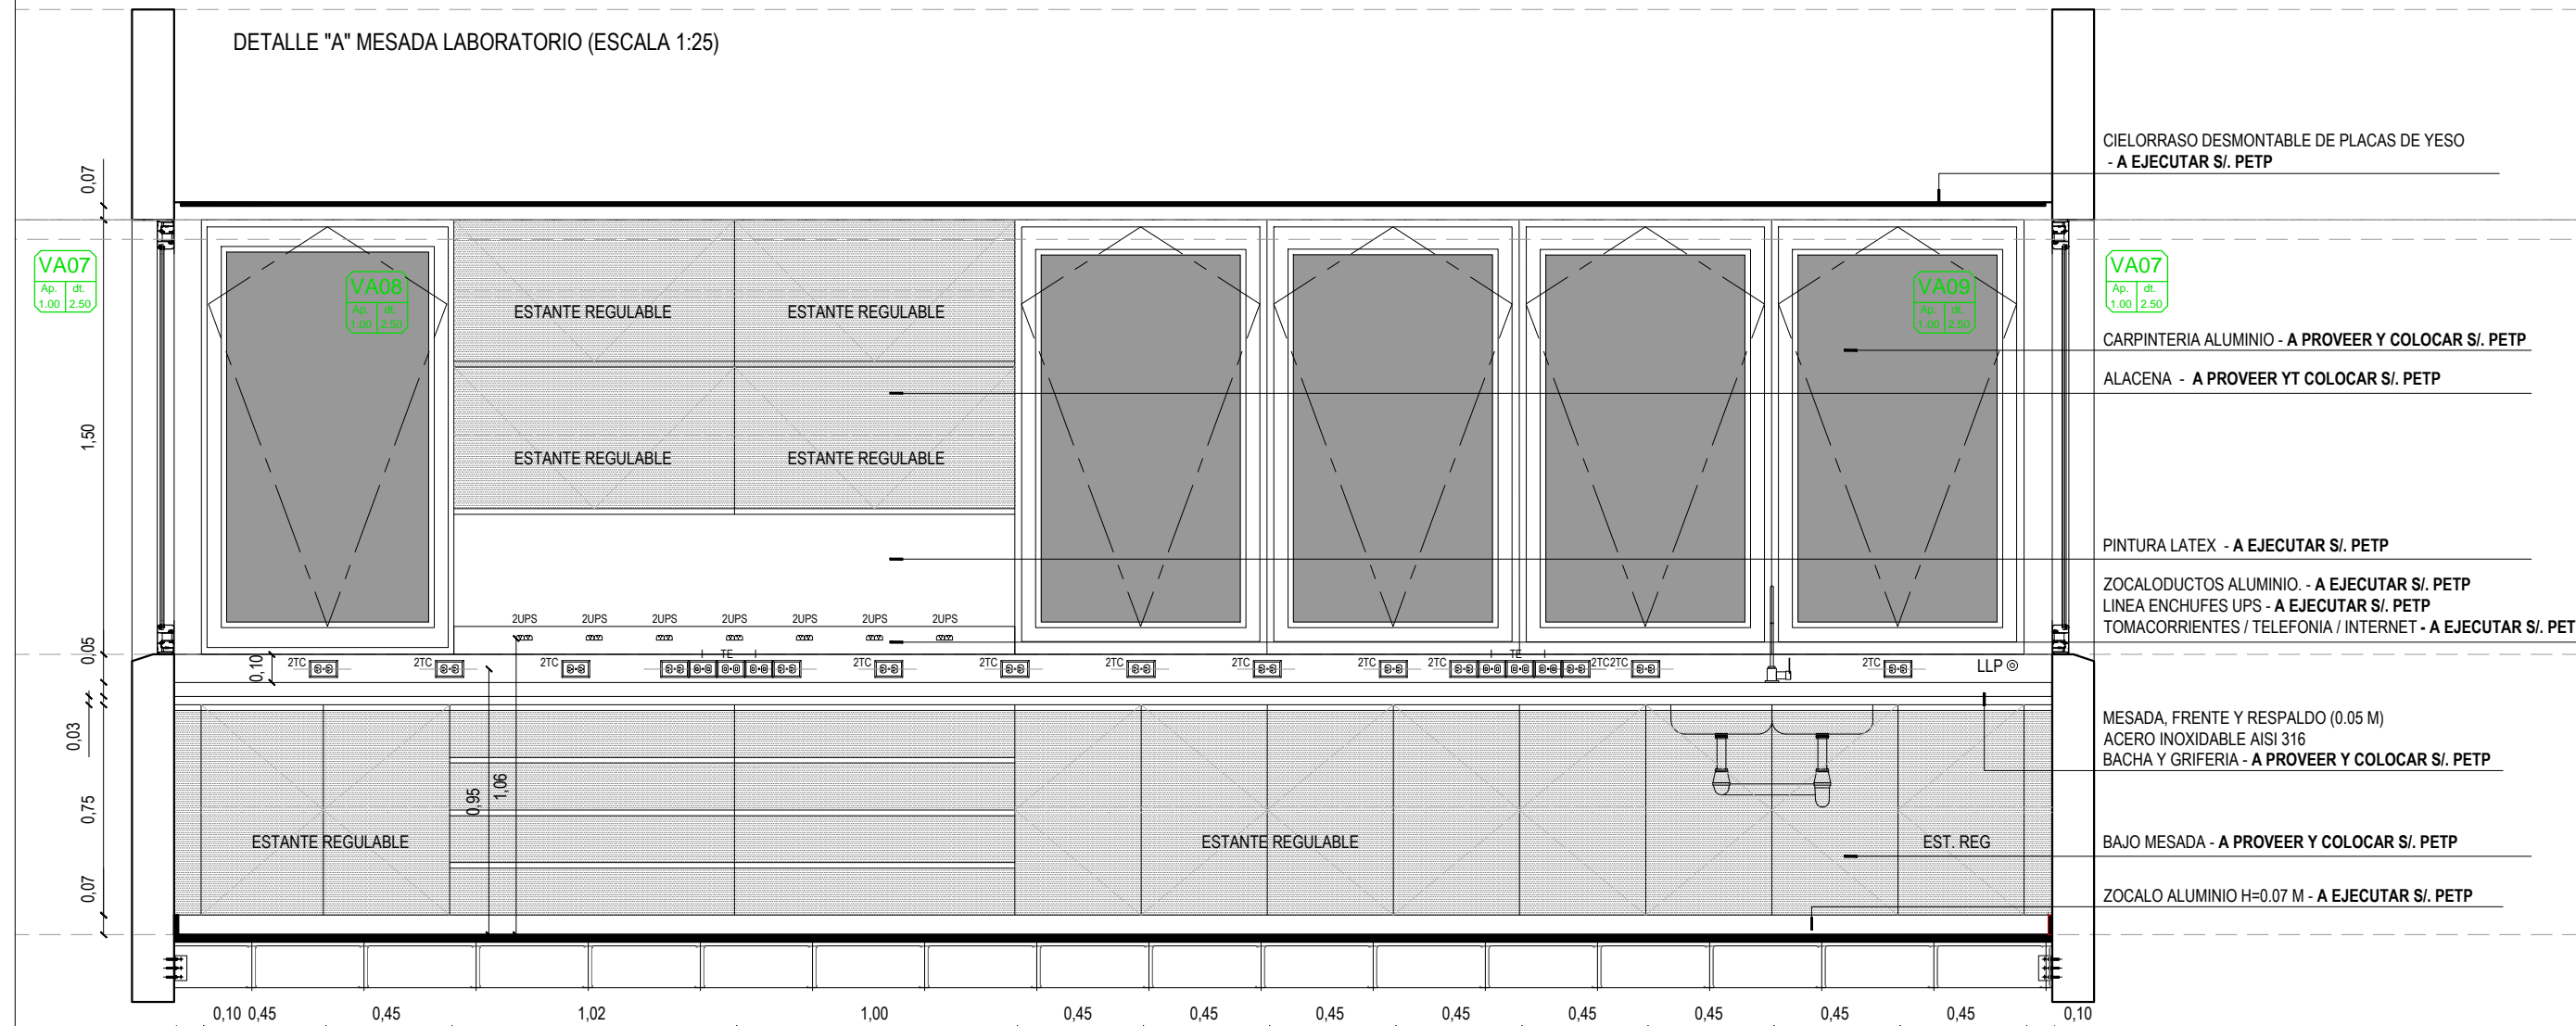 DETALLE "A" MESADA LABORATORIO (ESCALA 1:25)
CIELORRASO DESMONTABLE DE PLACAS DE YESO
- A EJECUTAR S/. PETP
0,07
VA07
Ap. dt.
1.00 2.50
VA08
Ap. dt.
1.00 2.50
ESTANTE REGULABLE
ESTANTE REGULABLE
VA09
Ap. dt.
1.00 2.50
VA07
Ap. dt.
1.00 2.50
CARPINTERIA ALUMINIO - A PROVEER Y COLOCAR S/. PETP
ALACENA - A PROVEER YT COLOCAR S/. PETP
1,50
ESTANTE REGULABLE
ESTANTE REGULABLE
PINTURA LATEX - A EJECUTAR S/. PETP
ZOCALODUCTOS ALUMINIO. - A EJECUTAR S/. PETP
LINEA ENCHUFES UPS - A EJECUTAR S/. PETP
TOMACORRIENTES / TELEFONIA / INTERNET - A EJECUTAR S/. PET
2UPS 2UPS 2UPS 2UPS 2UPS 2UPS 2UPS
0,05
0,10
TE TE
2TC 2TC 2TC 2TC 2TC 2TC 2TC 2TC 2TC 2TC2TC 2TC LLP
0,03
MESADA, FRENTE Y RESPALDO (0.05 M)
ACERO INOXIDABLE AISI 316
BACHA Y GRIFERIA - A PROVEER Y COLOCAR S/. PETP
0,75
0,95
1,06
ESTANTE REGULABLE
ESTANTE REGULABLE
EST. REG
BAJO MESADA - A PROVEER Y COLOCAR S/. PETP
0,07
ZOCALO ALUMINIO H=0.07 M - A EJECUTAR S/. PETP
0,10 0,45 0,45 1,02 1,00 0,45 0,45 0,45 0,45 0,45 0,45 0,45 0,45 0,10